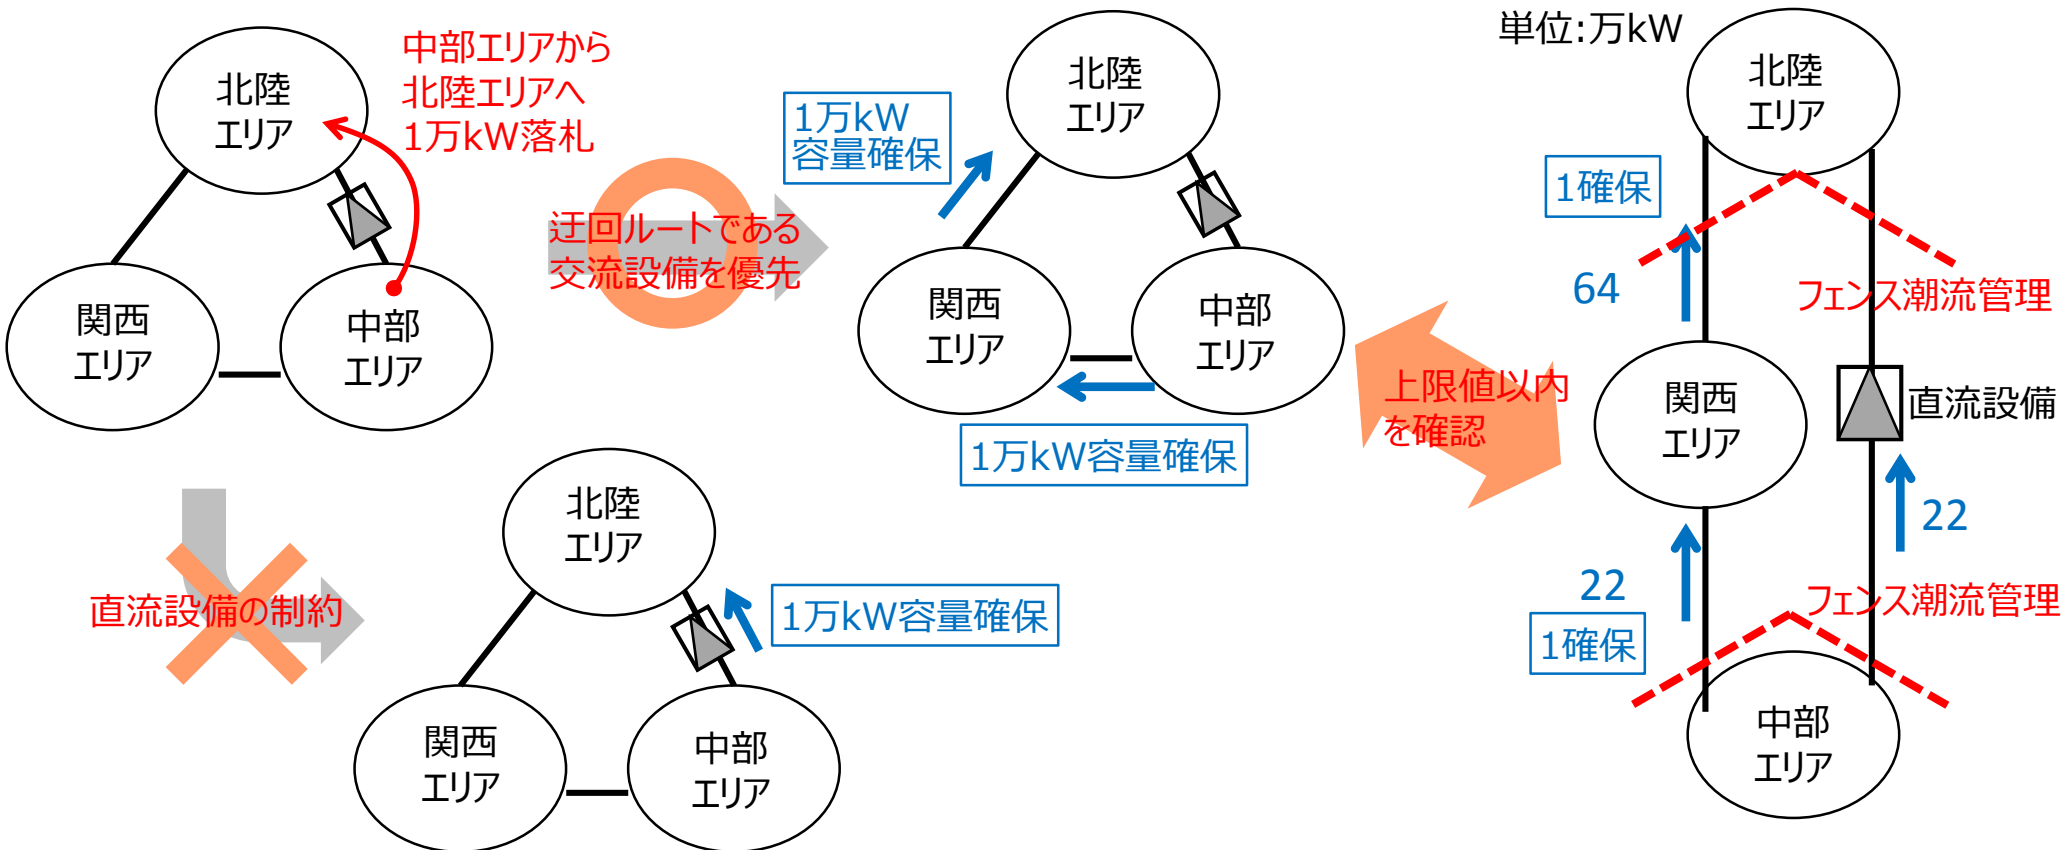 北陸
エリア
関西
エリア
中部
エリア
中部エリアから
北陸エリアへ
1万kW落札
迂回ルートである
交流設備を優先
1万kW
容量確保
北陸
エリア
関西
エリア
中部
エリア
1万kW容量確保
上限値以内
を確認
直流設備の制約
北陸
エリア
関西
エリア
中部
エリア
1万kW容量確保
単位:万kW
北陸
エリア
1確保
64
フェンス潮流管理
関西
エリア
直流設備
22
22
1確保
フェンス潮流管理
中部
エリア